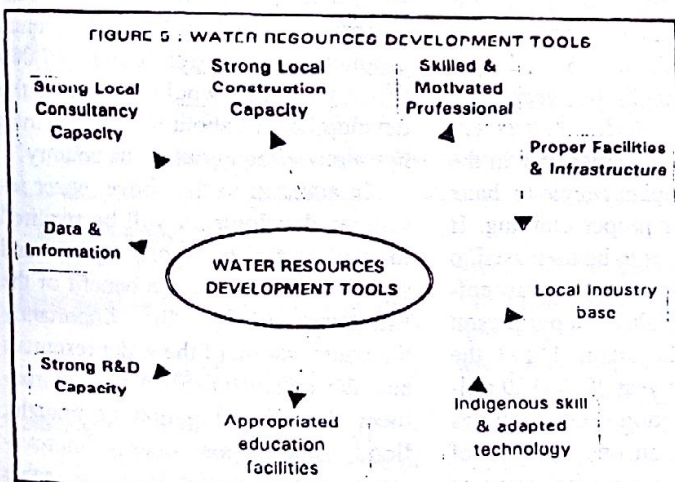 FIGURE 5 : WATER RESOURCES DEVELOPMENT TOOLS
Strong Local
Consultancy
Capacity
Strong Local
Construction
Capacity
Skilled &
Motivated
Professional
Proper Facilities
& Infrastructure
Data &
Information
WATER RESOURCES
DEVELOPMENT TOOLS
Local Industry
base
Strong R&D
Capacity
Appropriated
education
facilities
Indigenous skill
& adapted
technology